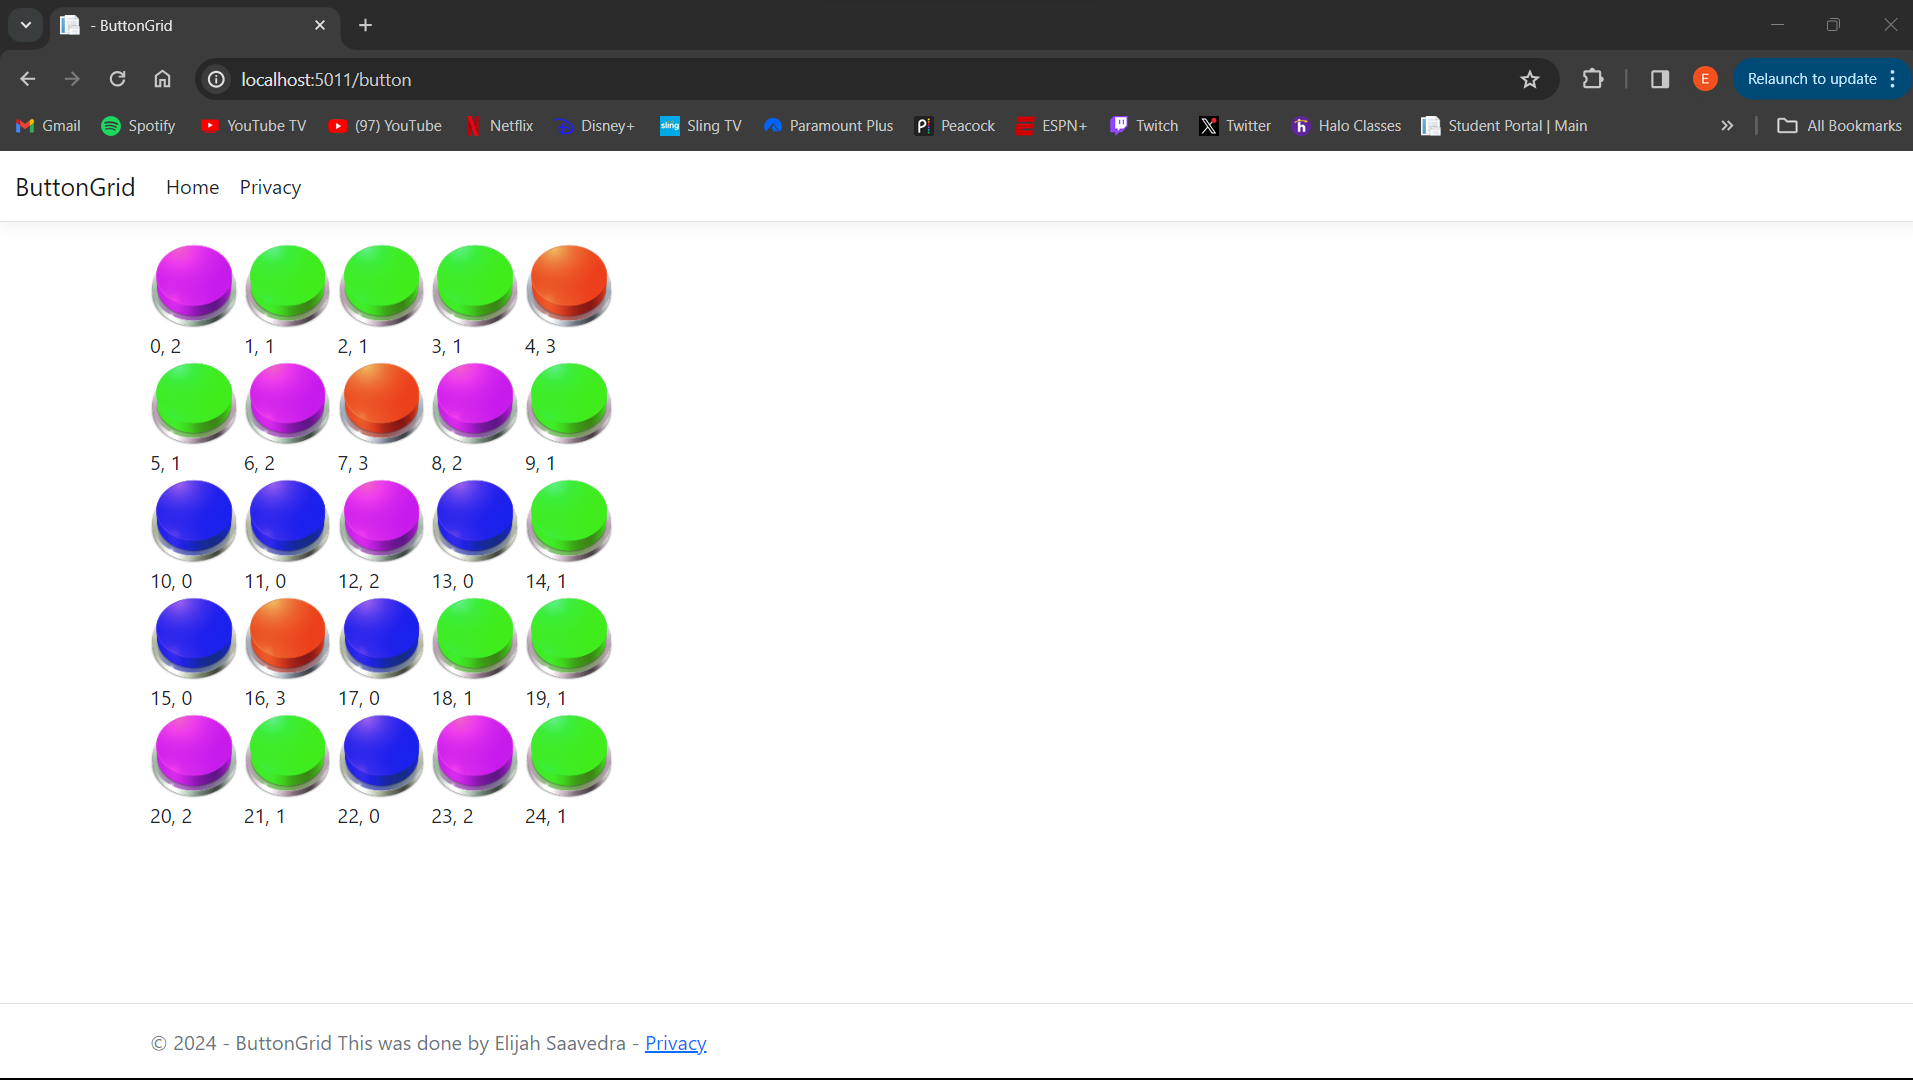 - ButtonGrid
localhost:5011/button
E
Relaunch to update
Gmail Spotify YouTube TV (97) YouTube Netflix Disney+ sling Sling TV Paramount Plus P Peacock ESPN+ Twitch X Twitter h Halo Classes Student Portal | Main All Bookmarks
ButtonGrid Home Privacy
0, 2 1, 1 2, 1 3, 1 4, 3
5, 1 6, 2 7, 3 8, 2 9, 1
10, 0 11, 0 12, 2 13, 0 14, 1
15, 0 16, 3 17, 0 18, 1 19, 1
20, 2 21, 1 22, 0 23, 2 24, 1
© 2024 - ButtonGrid This was done by Elijah Saavedra - Privacy